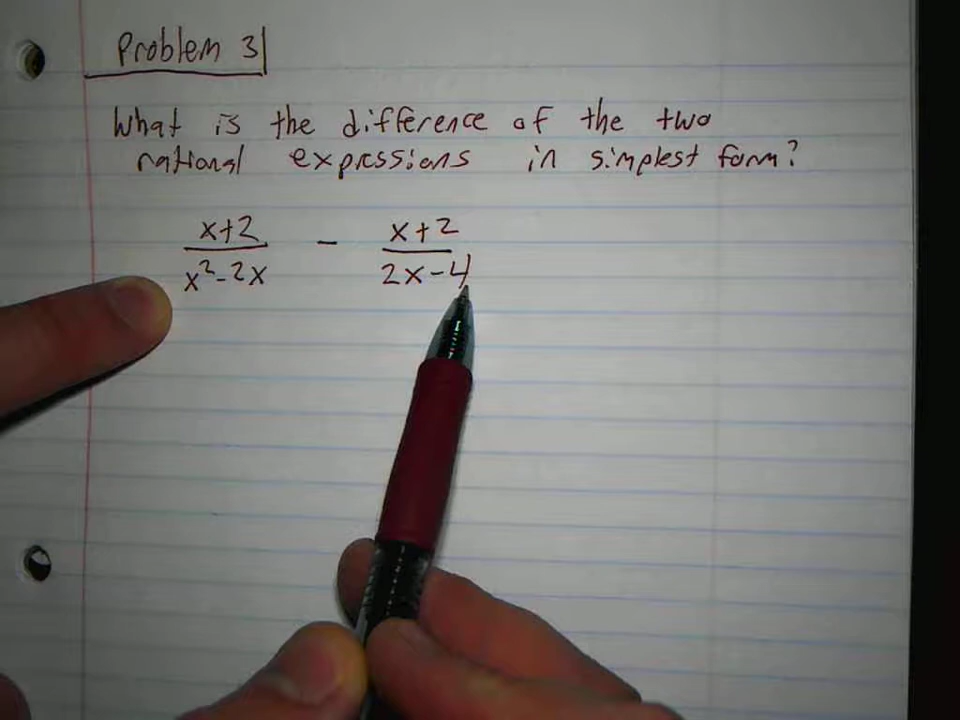 Problem 3
What is the difference of the two
rational expressions in simplest form?
x+2 / x²-2x - x+2 / 2x-4